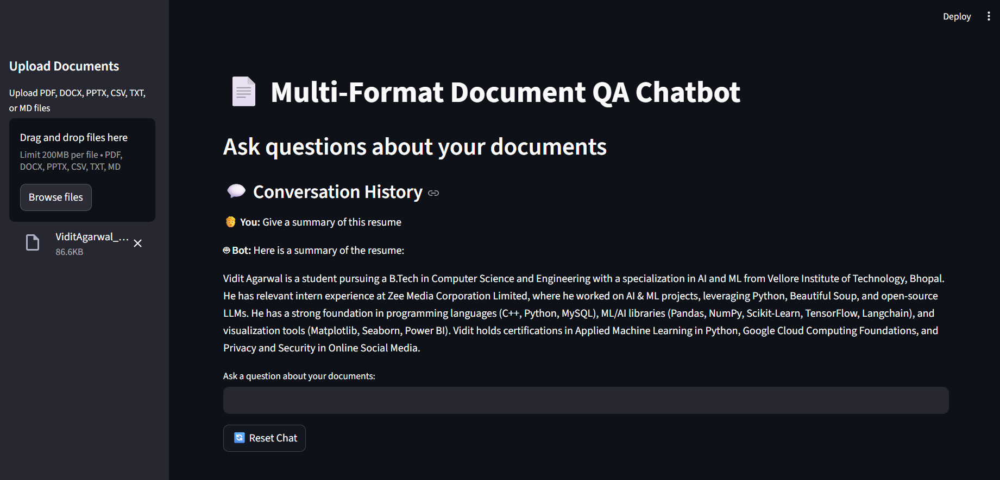 Deploy
Upload Documents
Upload PDF, DOCX, PPTX, CSV, TXT,
or MD files
Drag and drop files here
Limit 200MB per file • PDF,
DOCX, PPTX, CSV, TXT, MD
Browse files
ViditAgarwal_...
86.6KB
Multi-Format Document QA Chatbot
Ask questions about your documents
Conversation History
You: Give a summary of this resume
Bot: Here is a summary of the resume:
Vidit Agarwal is a student pursuing a B.Tech in Computer Science and Engineering with a specialization in AI and ML from Vellore Institute of Technology, Bhopal.
He has relevant intern experience at Zee Media Corporation Limited, where he worked on AI & ML projects, leveraging Python, Beautiful Soup, and open-source
LLMs. He has a strong foundation in programming languages (C++, Python, MySQL), ML/AI libraries (Pandas, NumPy, Scikit-Learn, TensorFlow, Langchain), and
visualization tools (Matplotlib, Seaborn, Power BI). Vidit holds certifications in Applied Machine Learning in Python, Google Cloud Computing Foundations, and
Privacy and Security in Online Social Media.
Ask a question about your documents:
Reset Chat